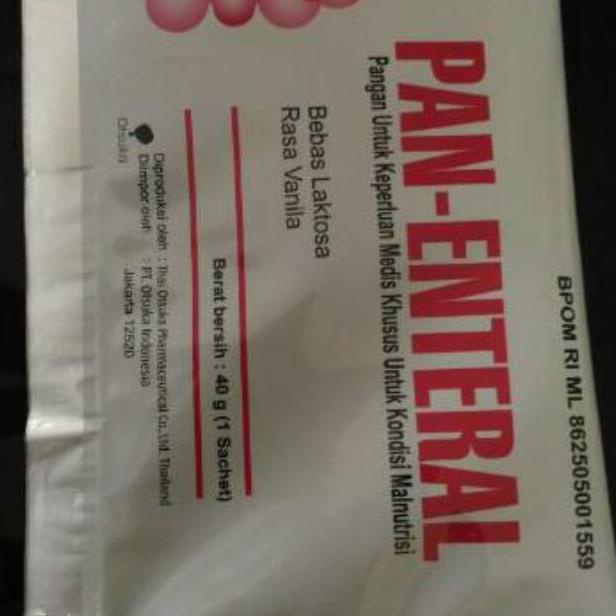 BPOM RI ML 862505001559
PAN-ENTERAL
Pangan Untuk Keperluan Medis Khusus Untuk Kondisi Malnutrisi
Bebas Laktosa
Rasa Vanila
Berat bersih : 40 g (1 Sachet)
Diproduksi oleh : Thai Otsuka Pharmaceutical Co., Ltd. Thailand
Diimpor oleh : PT. Otsuka Indonesia
Jakarta 12520
Otsuka